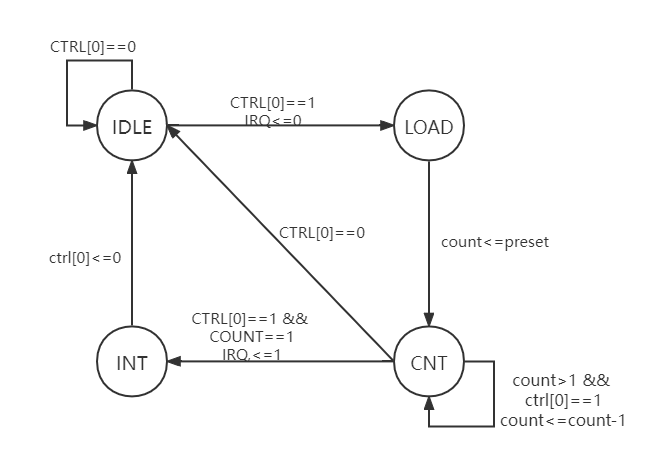 CTRL[0]==0
CTRL[0]==1
IRQ<=0
IDLE
LOAD
CTRL[0]==0
count<=preset
ctrl[0]<=0
CTRL[0]==1 &&
COUNT==1
IRQ,<=1
INT
CNT
count>1 &&
ctrl[0]==1
count<=count-1